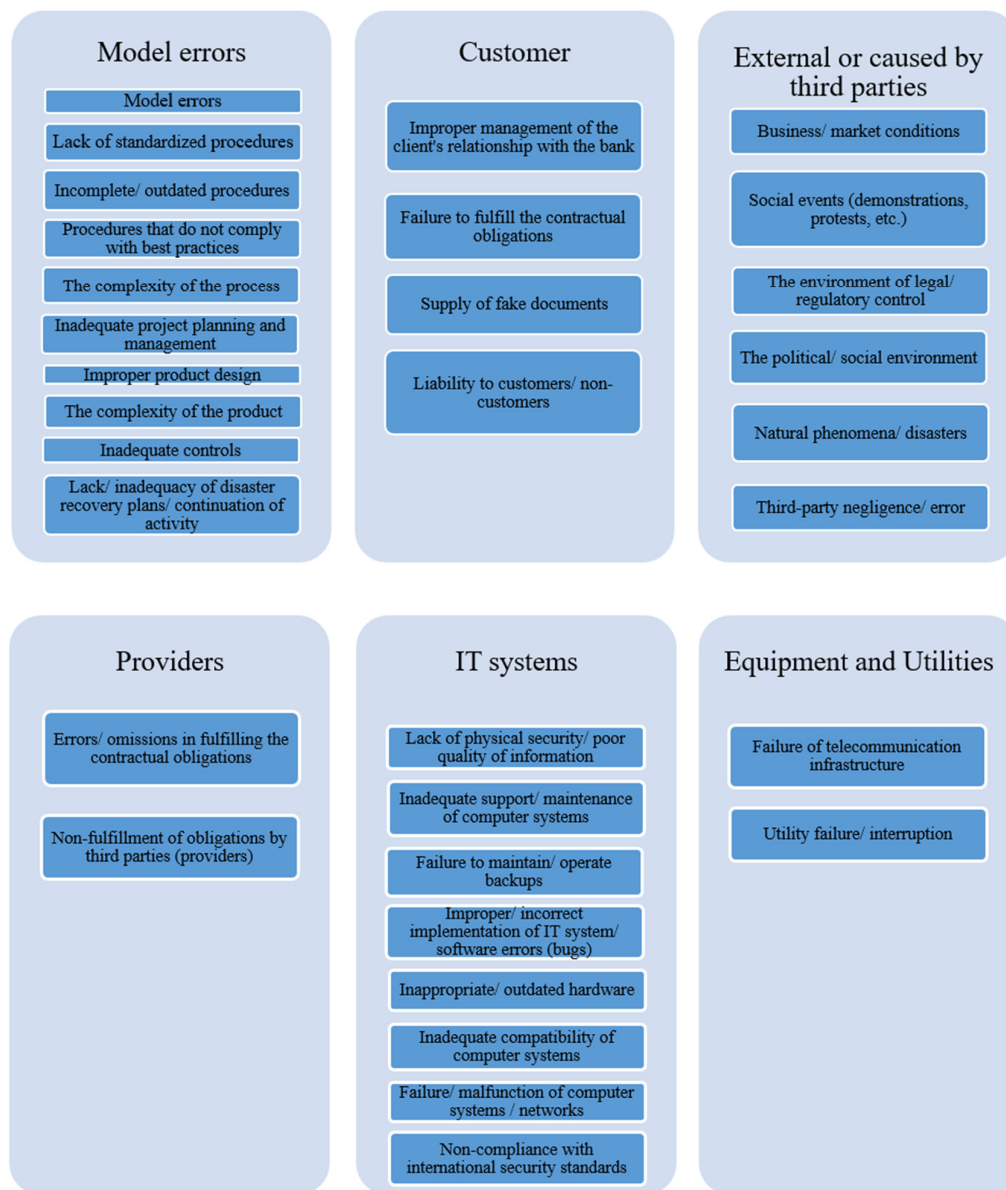 Model errors
Model errors
Lack of standardized procedures
Incomplete/ outdated procedures
Procedures that do not comply
with best practices
The complexity of the process
Inadequate project planning and
management
Improper product design
The complexity of the product
Inadequate controls
Lack/ inadequacy of disaster
recovery plans/ continuation of
activity
Customer
Improper management of the
client's relationship with the bank
Failure to fulfill the contractual
obligations
Supply of fake documents
Liability to customers/ non-
customers
External or caused by
third parties
Business/ market conditions
Social events (demonstrations,
protests, etc.)
The environment of legal/
regulatory control
The political/ social environment
Natural phenomena/ disasters
Third-party negligence/ error
Providers
Errors/ omissions in fulfilling the
contractual obligations
Non-fulfillment of obligations by
third parties (providers)
IT systems
Lack of physical security/ poor
quality of information
Inadequate support/ maintenance
of computer systems
Failure to maintain/ operate
backups
Improper/ incorrect
implementation of IT system/
software errors (bugs)
Inappropriate/ outdated hardware
Inadequate compatibility of
computer systems
Failure/ malfunction of computer
systems / networks
Non-compliance with
international security standards
Equipment and Utilities
Failure of telecommunication
infrastructure
Utility failure/ interruption